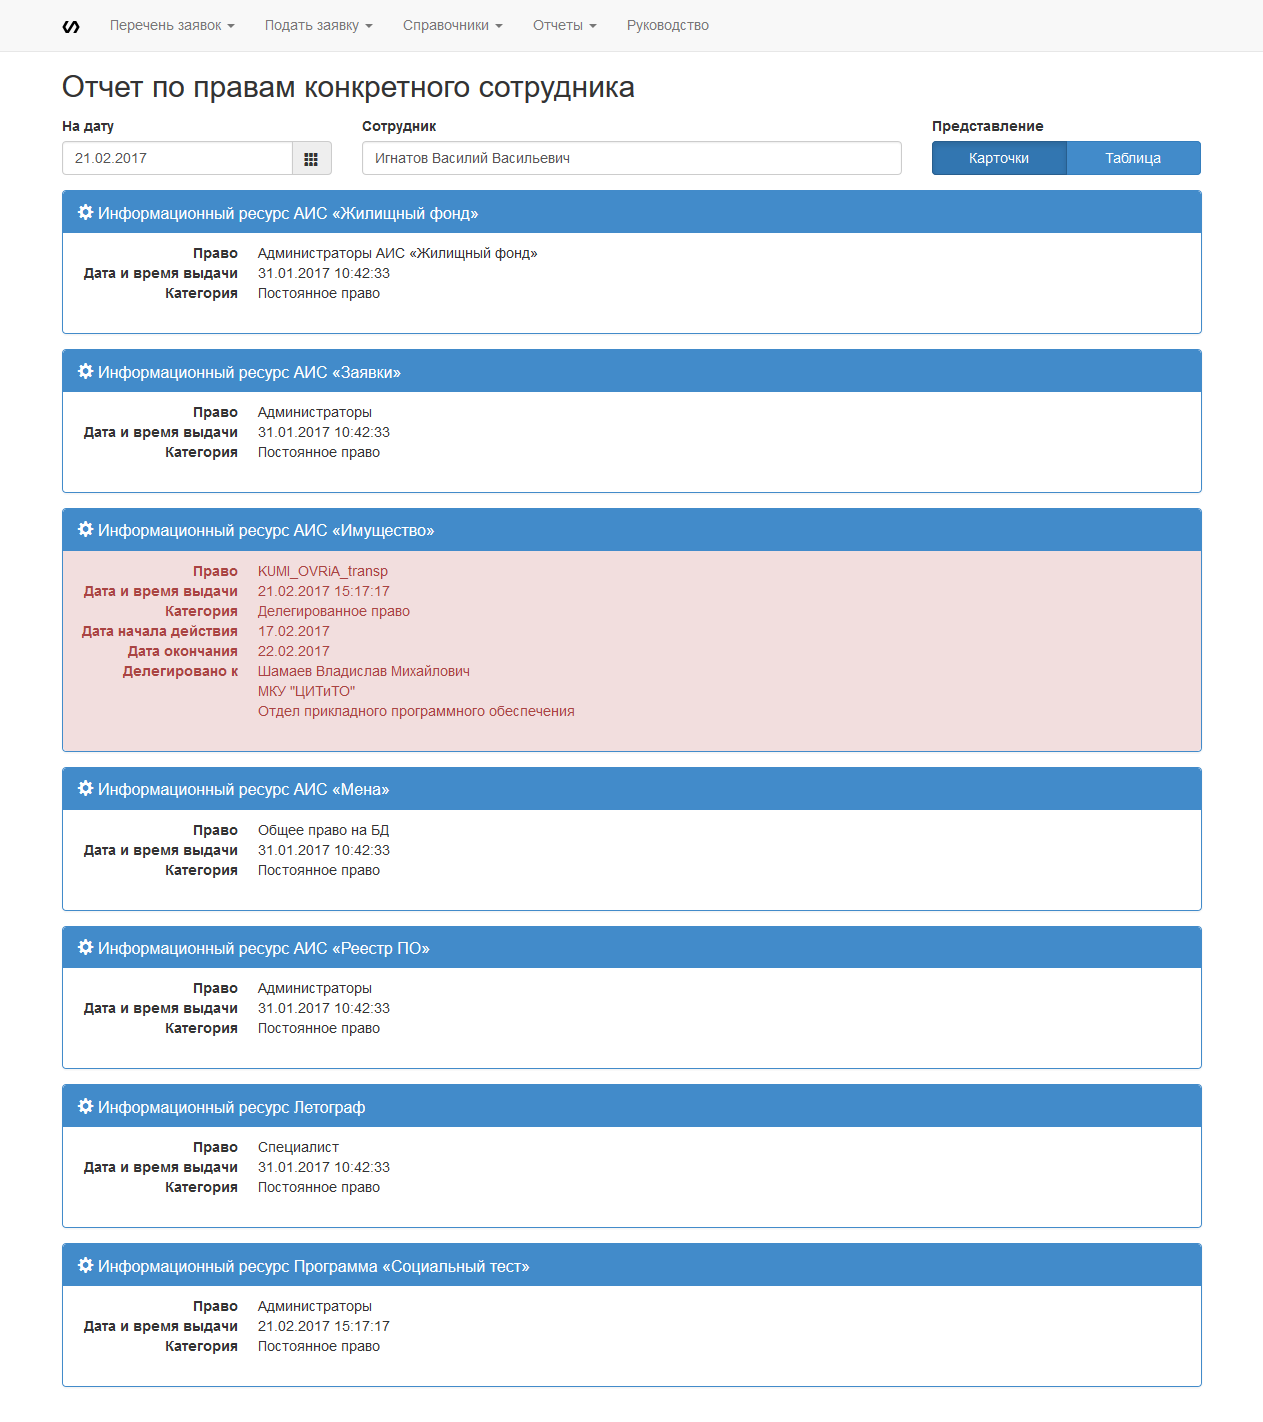 Перечень заявок Подать заявку Справочники Отчеты Руководство
Отчет по правам конкретного сотрудника
На дату Сотрудник Представление
21.02.2017 Игнатов Василий Васильевич Карточки Таблица
Информационный ресурс АИС «Жилищный фонд»
Право Администраторы АИС «Жилищный фонд»
Дата и время выдачи 31.01.2017 10:42:33
Категория Постоянное право
Информационный ресурс АИС «Заявки»
Право Администраторы
Дата и время выдачи 31.01.2017 10:42:33
Категория Постоянное право
Информационный ресурс АИС «Имущество»
Право KUMI_OVRiA_transp
Дата и время выдачи 21.02.2017 15:17:17
Категория Делегированное право
Дата начала действия 17.02.2017
Дата окончания 22.02.2017
Делегировано к Шамаев Владислав Михайлович
МКУ "ЦИТиТО"
Отдел прикладного программного обеспечения
Информационный ресурс АИС «Мена»
Право Общее право на БД
Дата и время выдачи 31.01.2017 10:42:33
Категория Постоянное право
Информационный ресурс АИС «Реестр ПО»
Право Администраторы
Дата и время выдачи 31.01.2017 10:42:33
Категория Постоянное право
Информационный ресурс Летограф
Право Специалист
Дата и время выдачи 31.01.2017 10:42:33
Категория Постоянное право
Информационный ресурс Программа «Социальный тест»
Право Администраторы
Дата и время выдачи 21.02.2017 15:17:17
Категория Постоянное право